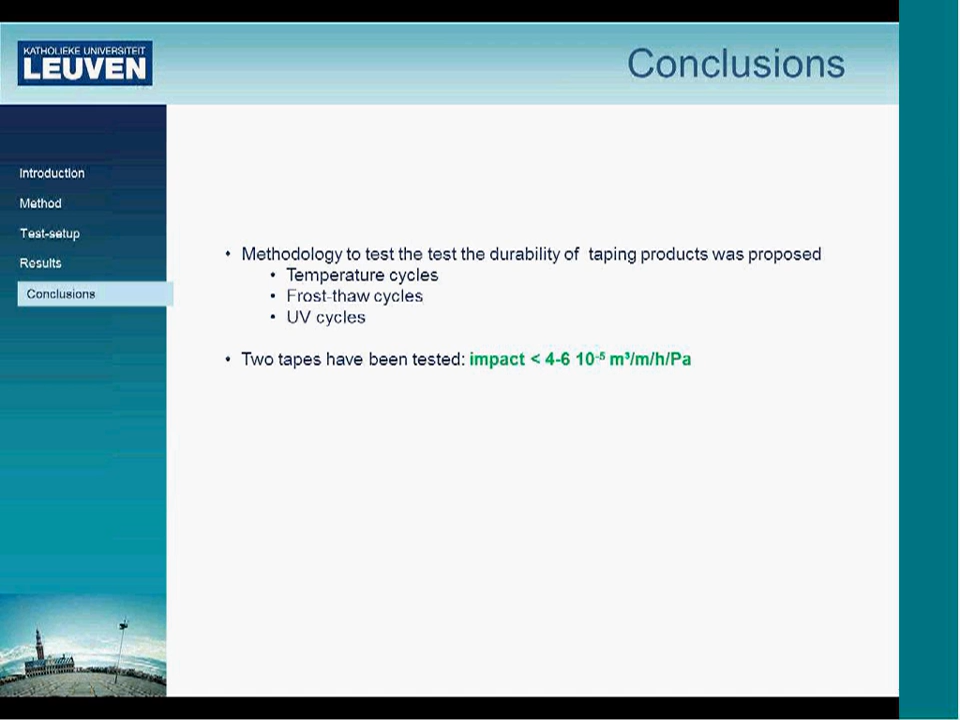 KATHOLIEKE UNIVERSITEIT
LEUVEN
Conclusions
Introduction
Method
Test-setup
Results
Conclusions
• Methodology to test the test the durability of taping products was proposed
• Temperature cycles
• Frost-thaw cycles
• UV cycles
• Two tapes have been tested: impact < 4-6 10⁻⁵ m³/m/h/Pa